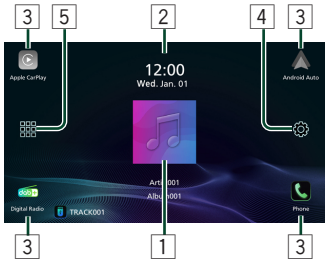 3
5
2
4
3
Apple CarPlay
12:00
Wed. Jan. 01
Android Auto
dab+
Digital Radio
TRACK001
Artist001
Album001
Phone
3
1
3